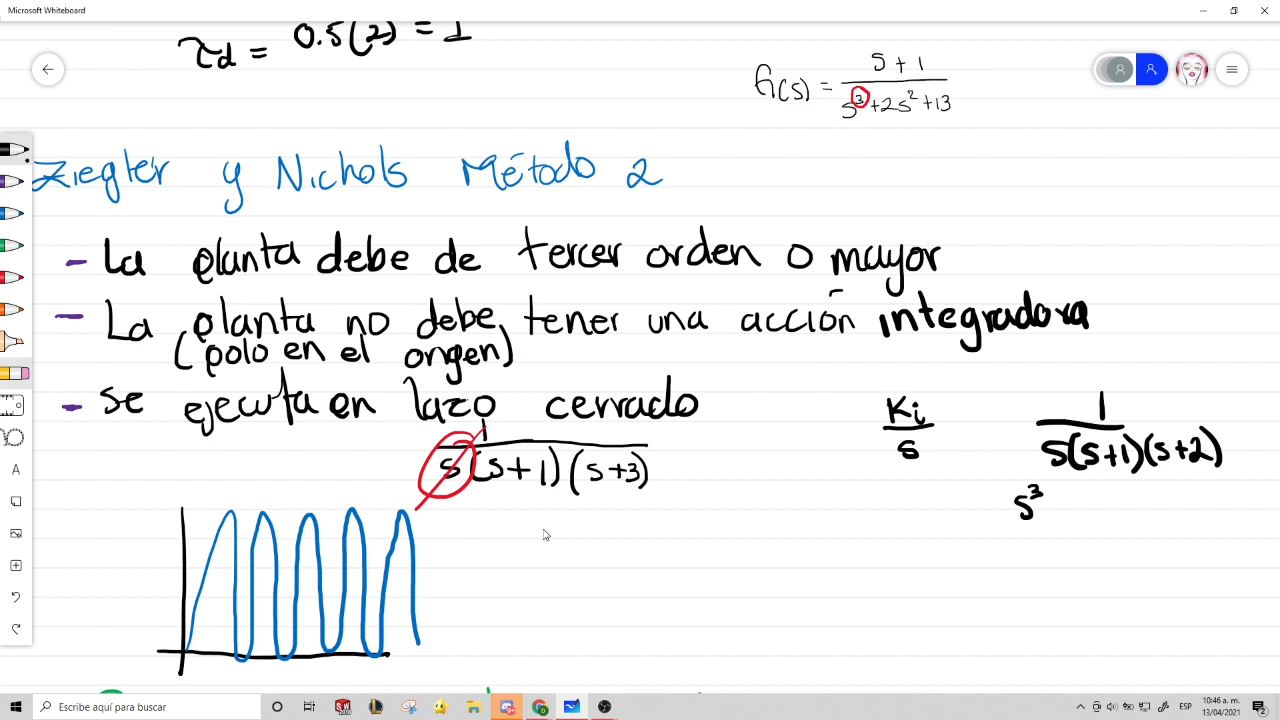 Microsoft Whiteboard
τd = 0.5(2) = 1
G(s) = s + 1 / s³ + 2s² + 13
Ziegler y Nichols Método 2
- La planta debe de tercer orden o mayor
- La planta no debe tener una acción integradora
(polo en el origen)
- se ejecuta en lazo cerrado
1 / s(s+1)(s+3)
Ki / s
1 / s(s+1)(s+2)
s³
A
Escribe aquí para buscar
ESP
10:46 a. m.
13/04/2021
2